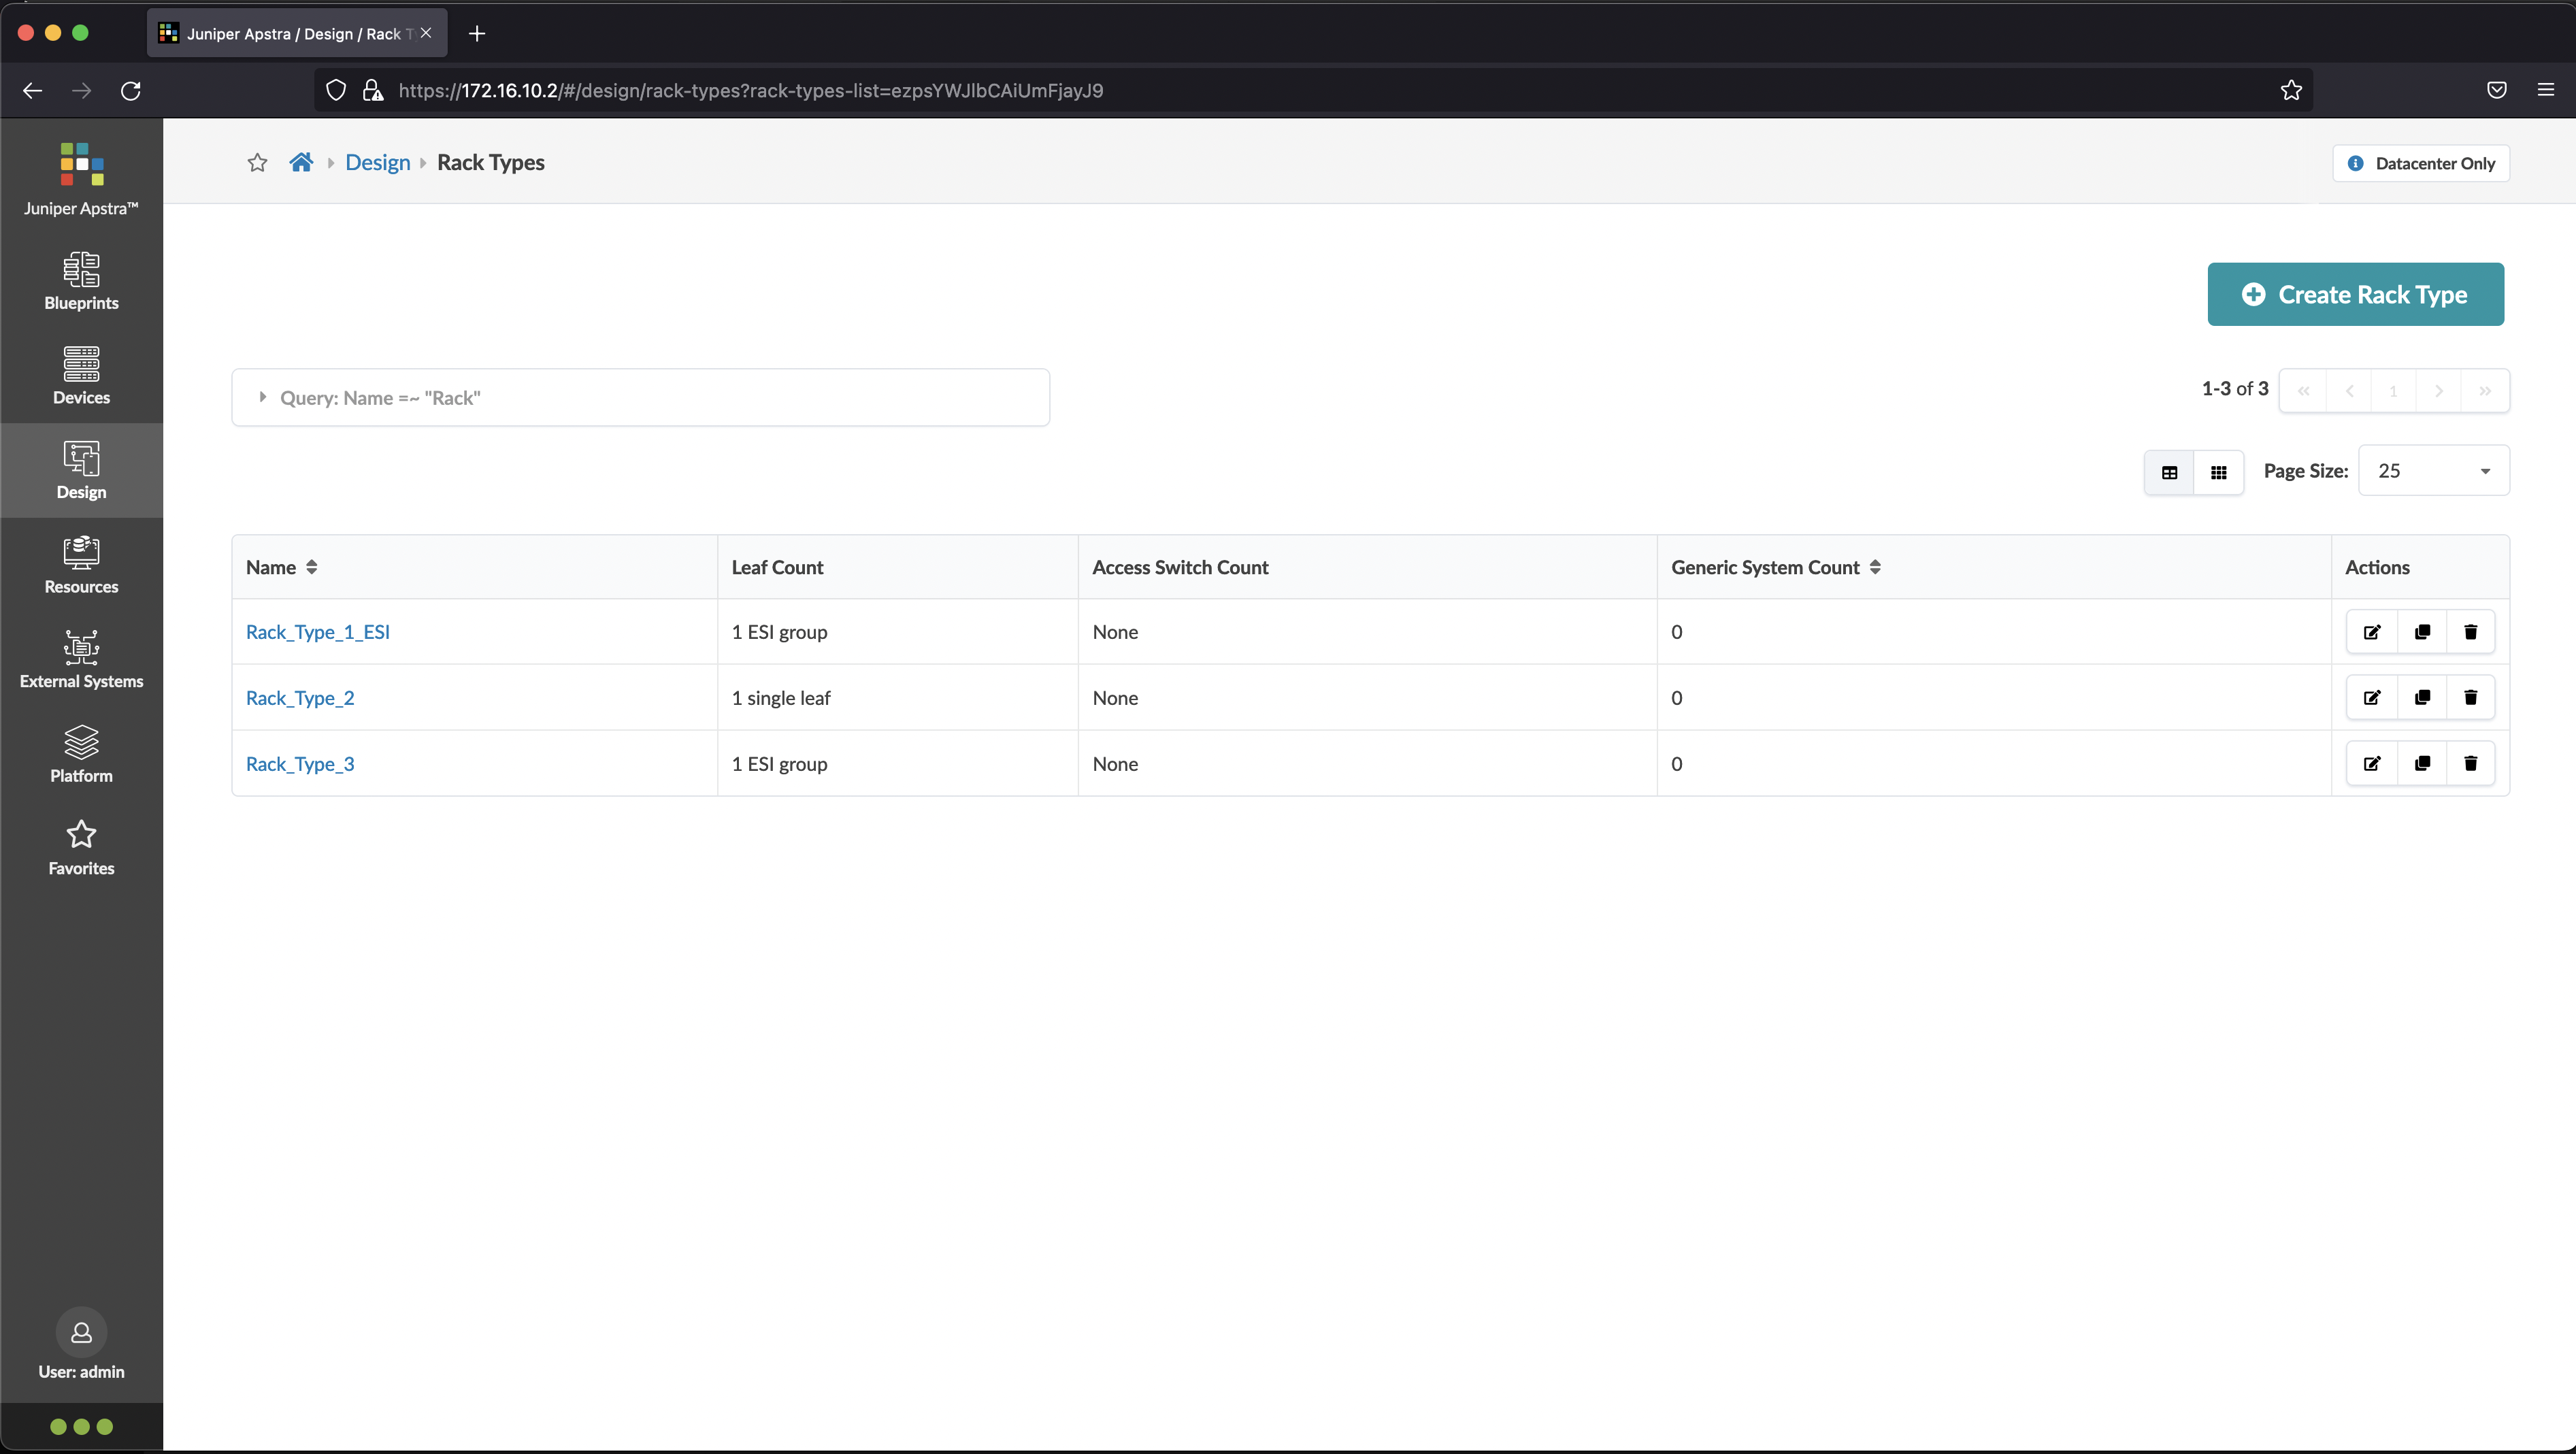 Juniper Apstra / Design / Rack T
https://172.16.10.2/#/design/rack-types?rack-types-list=ezpsYWJlbCAiUmFjayJ9
Juniper Apstra™
Design
Rack Types
Datacenter Only
Blueprints
Devices
Design
Resources
External Systems
Platform
Favorites
User: admin
Create Rack Type
Query: Name =~ "Rack"
1-3 of 3
« < 1 > »
Page Size: 25
Name Leaf Count Access Switch Count Generic System Count Actions
Rack_Type_1_ESI 1 ESI group None 0
Rack_Type_2 1 single leaf None 0
Rack_Type_3 1 ESI group None 0